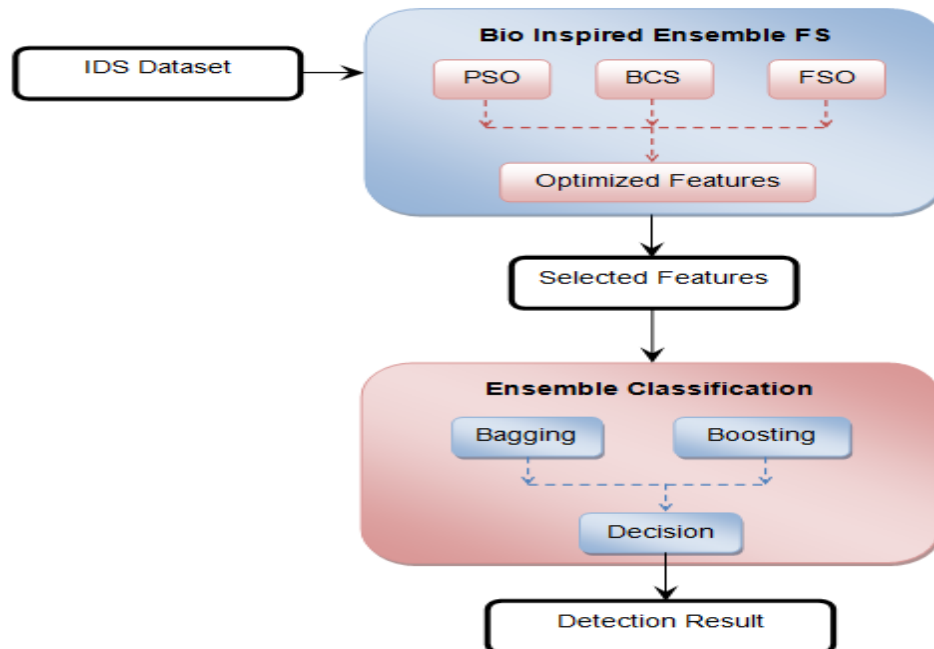 IDS Dataset
Bio Inspired Ensemble FS
PSO
BCS
FSO
Optimized Features
Selected Features
Ensemble Classification
Bagging
Boosting
Decision
Detection Result